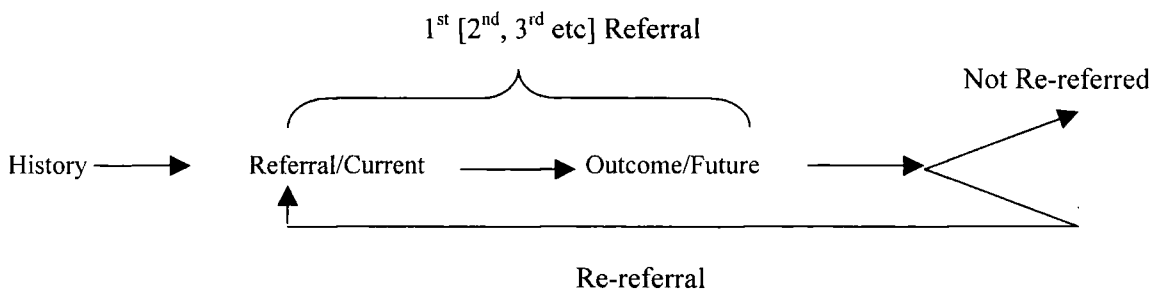 1st [2nd, 3rd etc] Referral
Not Re-referred
History
Referral/Current
Outcome/Future
Re-referral